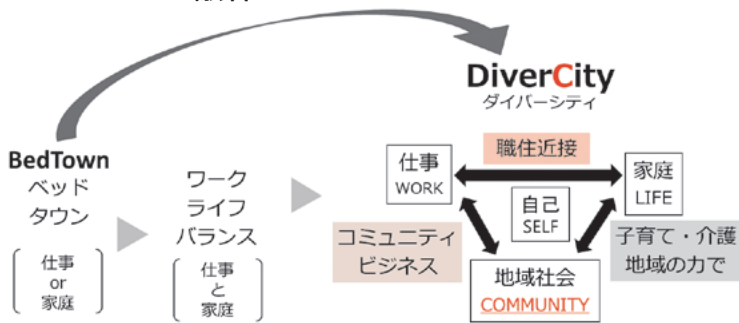 DiverCity
ダイバーシティ
BedTown
ベッド
タウン
仕事
or
家庭
ワーク
ライフ
バランス
仕事
と
家庭
仕事
WORK
職住近接
家庭
LIFE
自己
SELF
コミュニティ
ビジネス
子育て・介護
地域の力で
地域社会
COMMUNITY